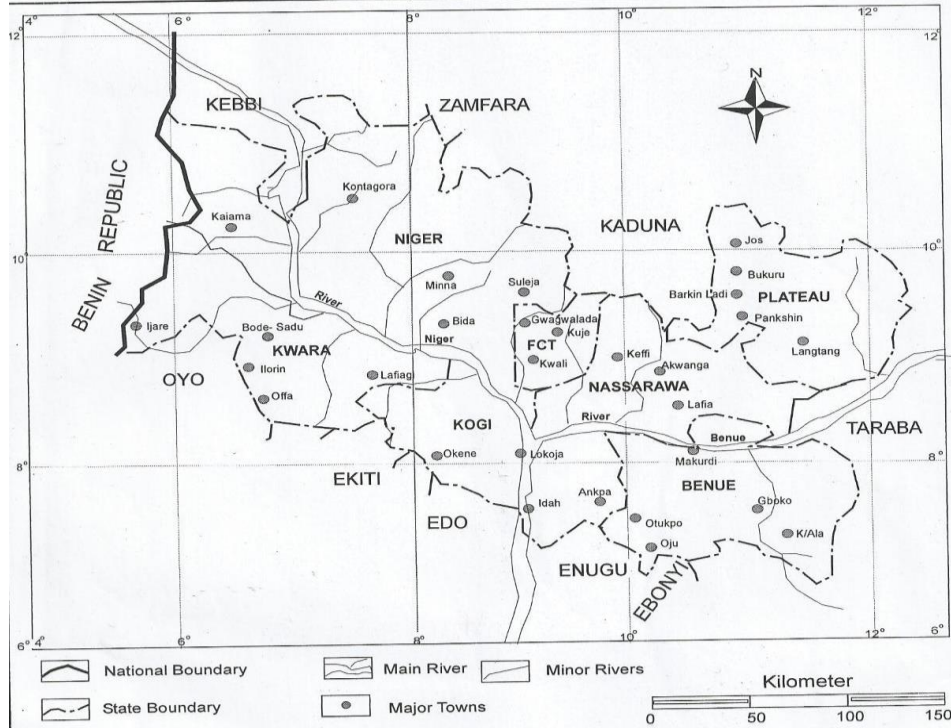 4°
6°
8°
10°
12°
12°
12°
KEBBI
ZAMFARA
N
BENIN REPUBLIC
Kontagora
Kaiama
NIGER
KADUNA
Jos
10°
10°
Minna
Suleja
Bukuru
Barkin Ladi
PLATEAU
River
Ijare
Bode- Sadu
Bida
Gwagwalada
Kuje
Pankshin
Niger
FCT
KWARA
Langtang
Ilorin
Lafiagi
Kwali
Keffi
Akwanga
OYO
NASSARAWA
Offa
Lafia
KOGI
River
Benue
TARABA
8°
8°
Okene
Lokoja
Makurdi
EKITI
BENUE
Idah
Ankpa
Gboko
EDO
Otukpo
K/Ala
Oju
ENUGU
EBONYI
6°
4°
6°
8°
10°
12°
6°
National Boundary
Main River
Minor Rivers
State Boundary
Major Towns
Kilometer
0
50
100
150